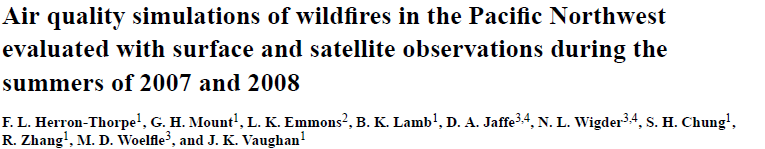 Air quality simulations of wildfires in the Pacific Northwest
evaluated with surface and satellite observations during the
summers of 2007 and 2008
F. L. Herron-Thorpe¹, G. H. Mount¹, L. K. Emmons², B. K. Lamb¹, D. A. Jaffe³,⁴, N. L. Wigder³,⁴, S. H. Chung¹,
R. Zhang¹, M. D. Woelfle³, and J. K. Vaughan¹